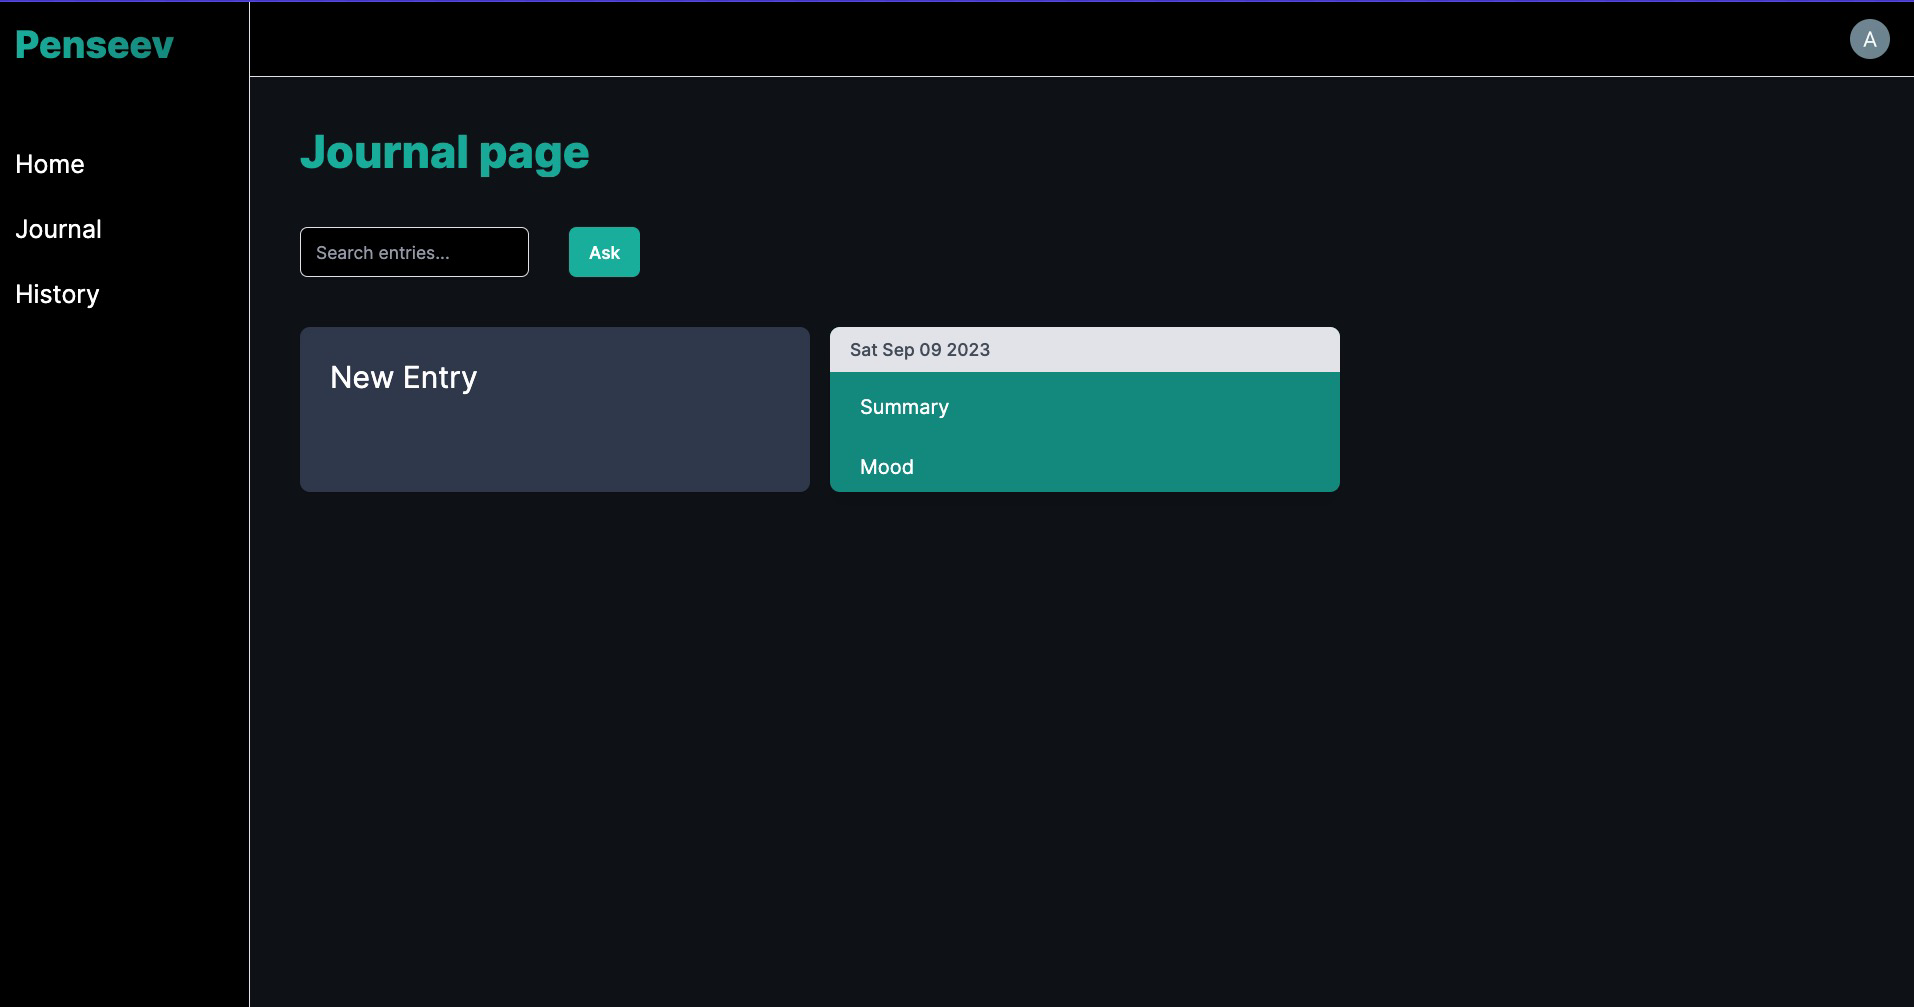 Penseev
A
Home
Journal
History
Journal page
Search entries...
Ask
New Entry
Sat Sep 09 2023
Summary
Mood